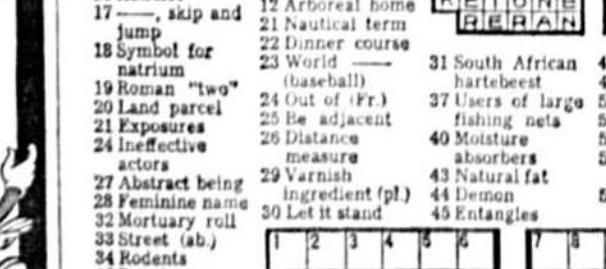 17 ——, skip and
jump
18 Symbol for
natrium
19 Roman "two"
20 Land parcel
21 Exposures
24 Ineffective
actors
27 Abstract being
28 Feminine name
32 Mortuary roll
33 Street (ab.)
34 Rodents
12 Arboreal home
21 Nautical term
22 Dinner course
23 World ——
(baseball)
24 Out of (Fr.)
25 Be adjacent
26 Distance
measure
29 Varnish
ingredient (pl.)
30 Let it stand
RERAN
31 South African
hartebeest
37 Users of large
fishing nets
40 Moisture
absorbers
43 Natural fat
44 Demon
45 Entangles
1 2 3 4 5 6 7 8